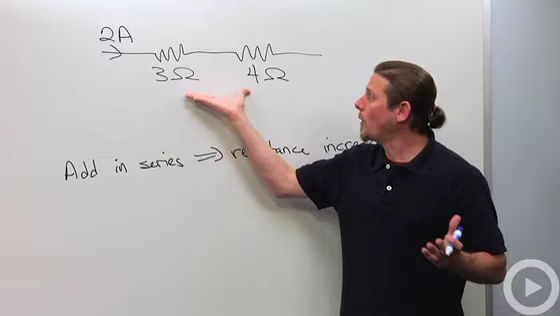 2A
3Ω 4Ω
Add in series ⇒